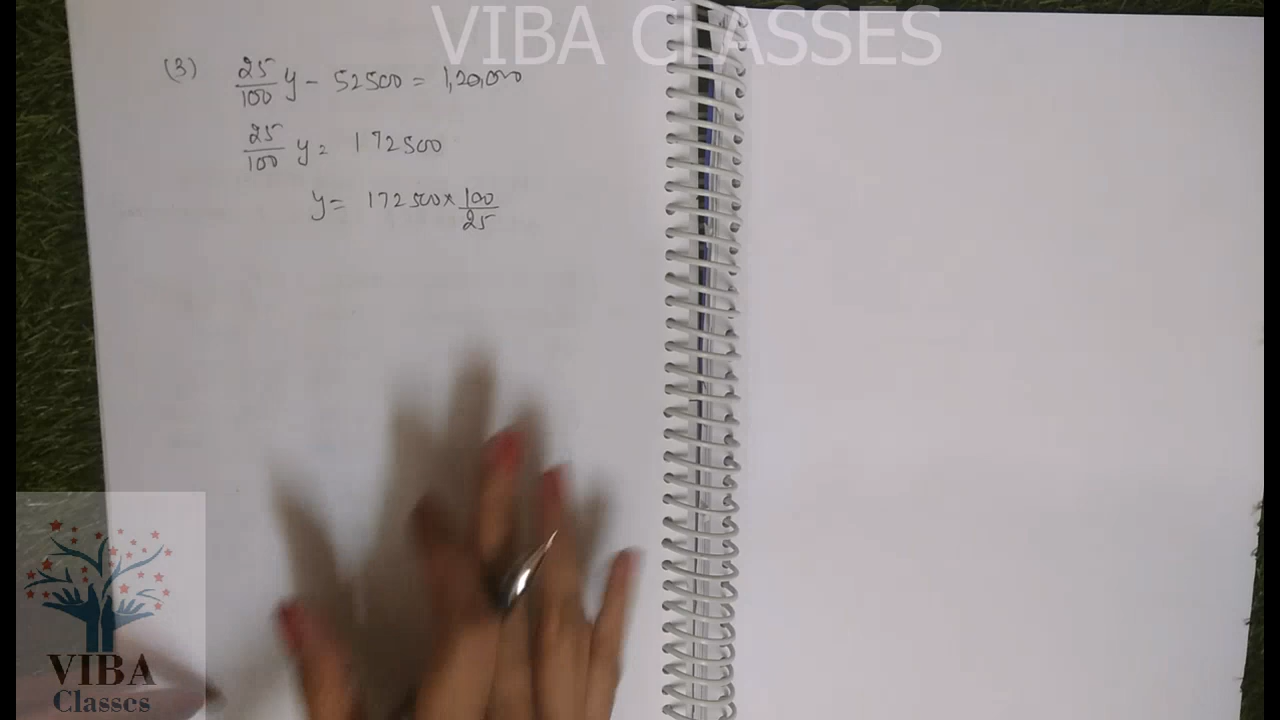 VIBA CLASSES
(3) 25/100 y - 52500 = 1,20,000
25/100 y = 172500
y = 172500 × 100/25
VIBA
Classes